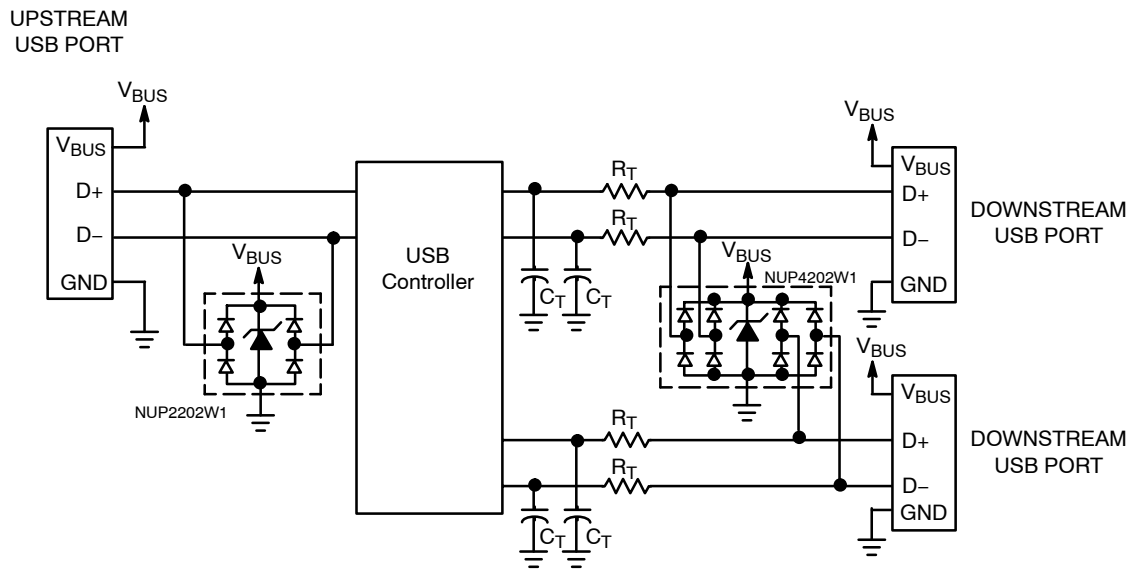 UPSTREAM
USB PORT
VBUS
VBUS
D+
D−
GND
VBUS
NUP2202W1
USB
Controller
RT
RT
CT
CT
VBUS
NUP4202W1
VBUS
VBUS
D+
D−
GND
DOWNSTREAM
USB PORT
RT
RT
CT
CT
VBUS
VBUS
D+
D−
GND
DOWNSTREAM
USB PORT